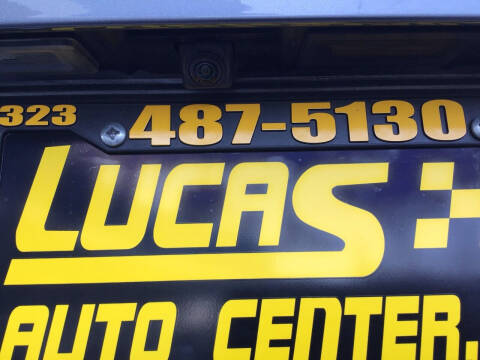 323 487-5130
LUCAS
AUTO CENTER.